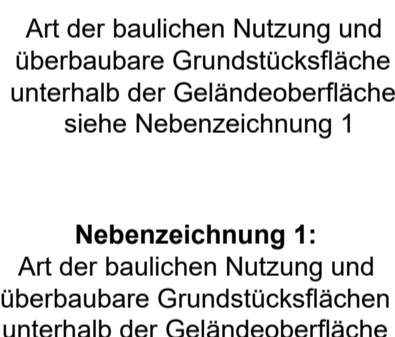 Art der baulichen Nutzung und
überbaubare Grundstücksfläche
unterhalb der Geländeoberfläche
siehe Nebenzeichnung 1
Nebenzeichnung 1:
Art der baulichen Nutzung und
überbaubare Grundstücksflächen
unterhalb der Geländeoberfläche